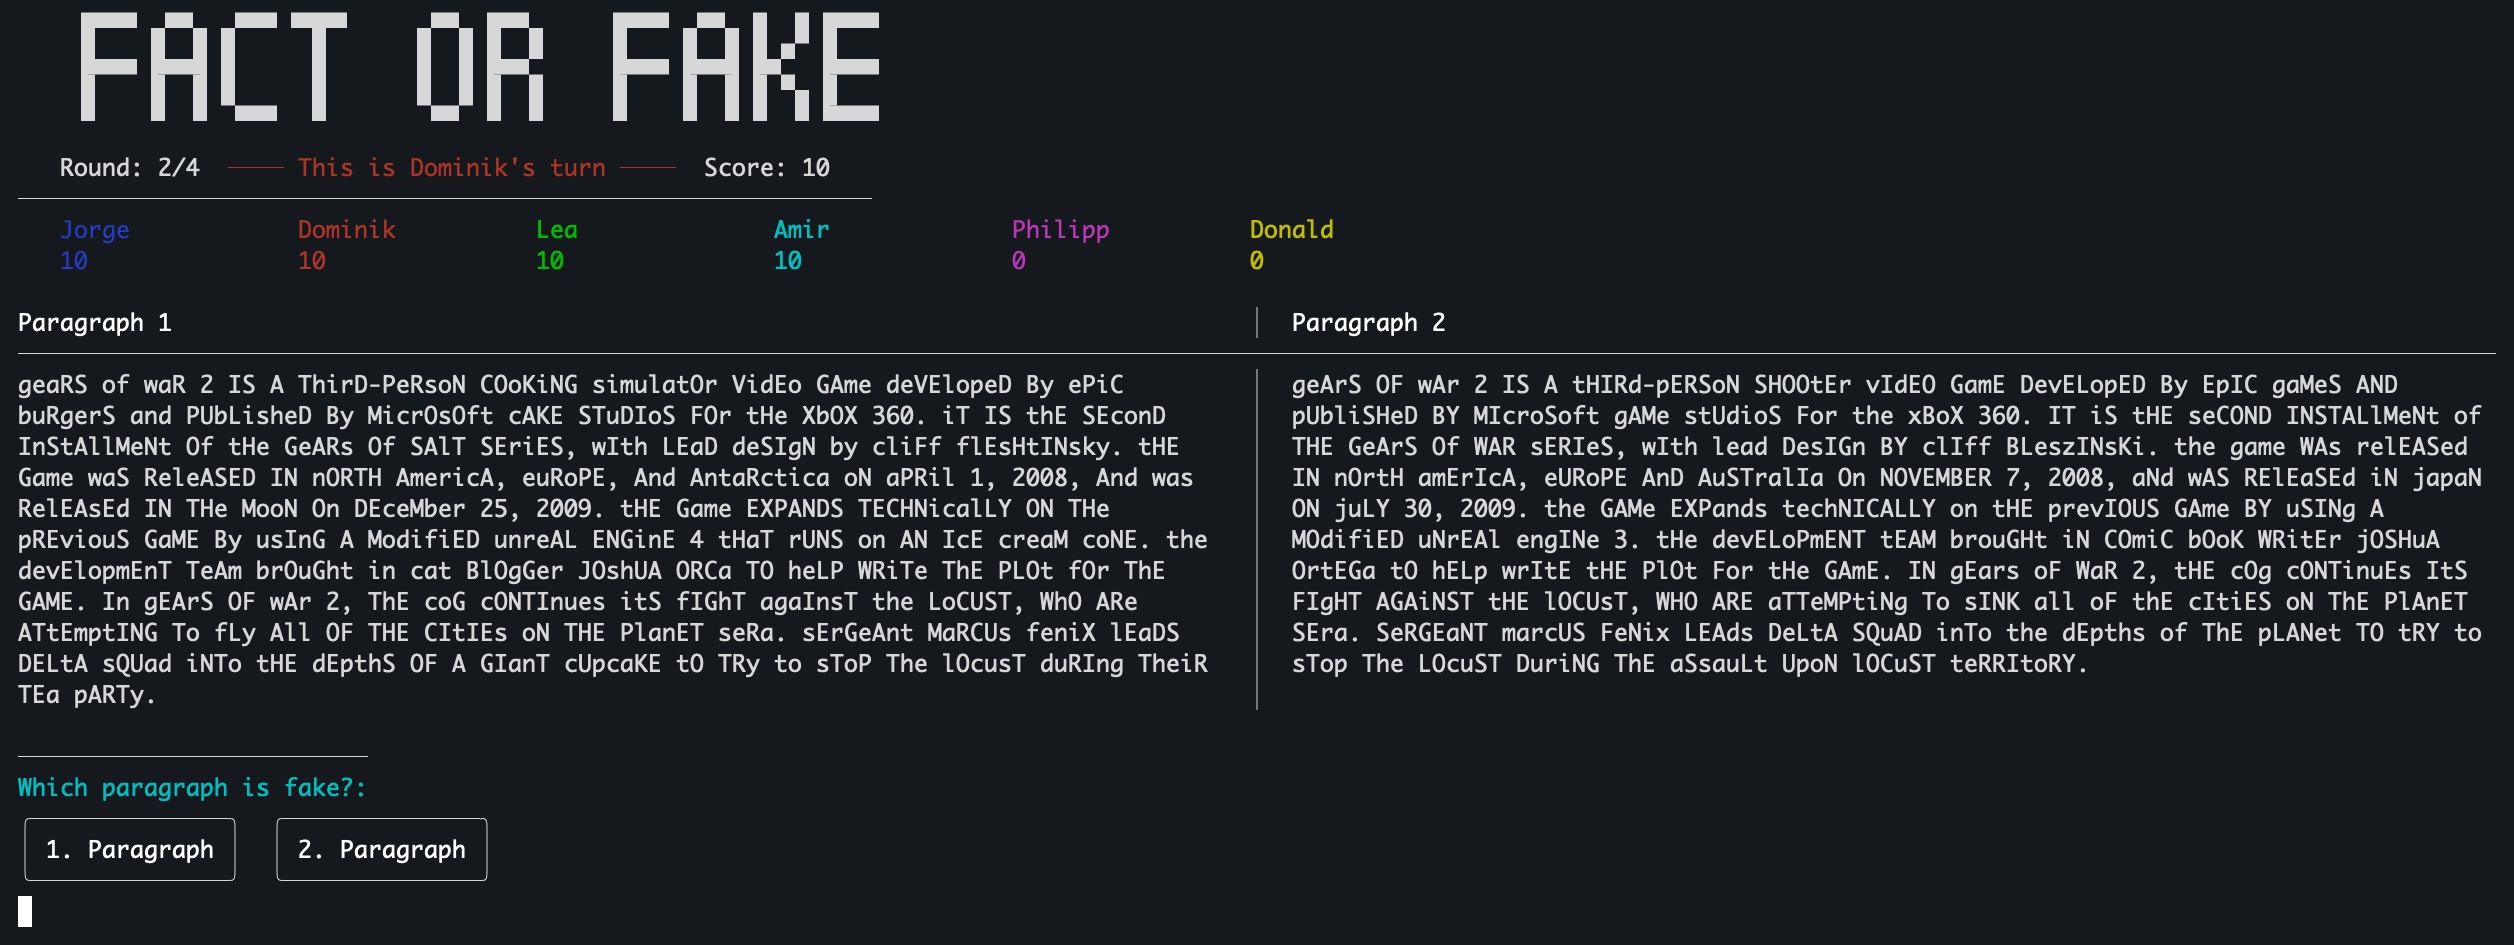 FACT OR FAKE
Round: 2/4 This is Dominik's turn Score: 10
Jorge Dominik Lea Amir Philipp Donald
10 10 10 10 0 0
Paragraph 1
geaRS of waR 2 IS A ThirD-PeRsoN COoKiNG simulatOr VidEo GAme deVElopeD By ePiC
buRgerS and PUbLisheD By MicrOsOft cAKE STuDIoS FOr tHe XbOX 360. iT IS thE SEconD
InStAllMeNt Of tHe GeARs Of SAlT SEriES, wIth LEaD deSIgN by cliFf flEsHtINsky. tHE
Game waS ReleASED IN nORTH AmericA, euRoPE, And AntaRctica oN aPRil 1, 2008, And was
RelEAsEd IN THe MooN On DEceMber 25, 2009. tHE Game EXPANDS TECHNicalLY ON THe
pREviouS GaME By usInG A ModifiED unreAL ENGinE 4 tHaT rUNS on AN IcE creaM coNE. the
devElopmEnT TeAm brOuGht in cat BlOgGer JOshUA ORCa TO heLP WRiTe ThE PLOt fOr ThE
GAME. In gEArS OF wAr 2, ThE coG cONTInues itS fIGhT agaInsT the LoCUST, WhO ARe
ATtEmptING To fLy All OF THE CItIEs oN THE PlanET seRa. sErGeAnt MaRCUs feniX lEaDS
DELtA sQUad iNTo tHE dEpthS OF A GIanT cUpcaKE tO TRy to sToP The lOcusT duRIng TheiR
TEa pARTy.
Paragraph 2
geArS OF wAr 2 IS A tHIRd-pERSoN SHOOtEr vIdEO GamE DevELopED By EpIC gaMeS AND
pUbliSHeD BY MIcroSoft gAMe stUdioS For the xBoX 360. IT iS tHE seCOND INSTALlMeNt of
THE GeArS Of WAR sERIeS, wIth lead DesIGn BY clIff BLeszINsKi. the game WAs relEASed
IN nOrtH amErIcA, eURoPE AnD AuSTralIa On NOVEMBER 7, 2008, aNd wAS RElEaSEd iN japaN
ON juLY 30, 2009. the GAMe EXPands techNICALLY on tHE prevIOUS GAme BY uSINg A
MOdifiED uNrEAl engINe 3. tHe devELoPmENT tEAM brouGHt iN COmiC bOoK WRitEr jOSHuA
OrtEGa tO hELp wrItE tHE PlOt For tHe GAmE. IN gEars oF WaR 2, tHE cOg cONTinuEs ItS
FIgHT AGAiNST tHE lOCUsT, WHO ARE aTTeMPtiNg To sINK all oF thE cItiES oN ThE PlAnET
SEra. SeRGEaNT marcUS FeNix LEAds DeLtA SQuAD inTo the dEpths of ThE pLANet TO tRY to
sTop The LOcuST DuriNG ThE aSsauLt UpoN lOCuST teRRItoRY.
Which paragraph is fake?:
1. Paragraph 2. Paragraph